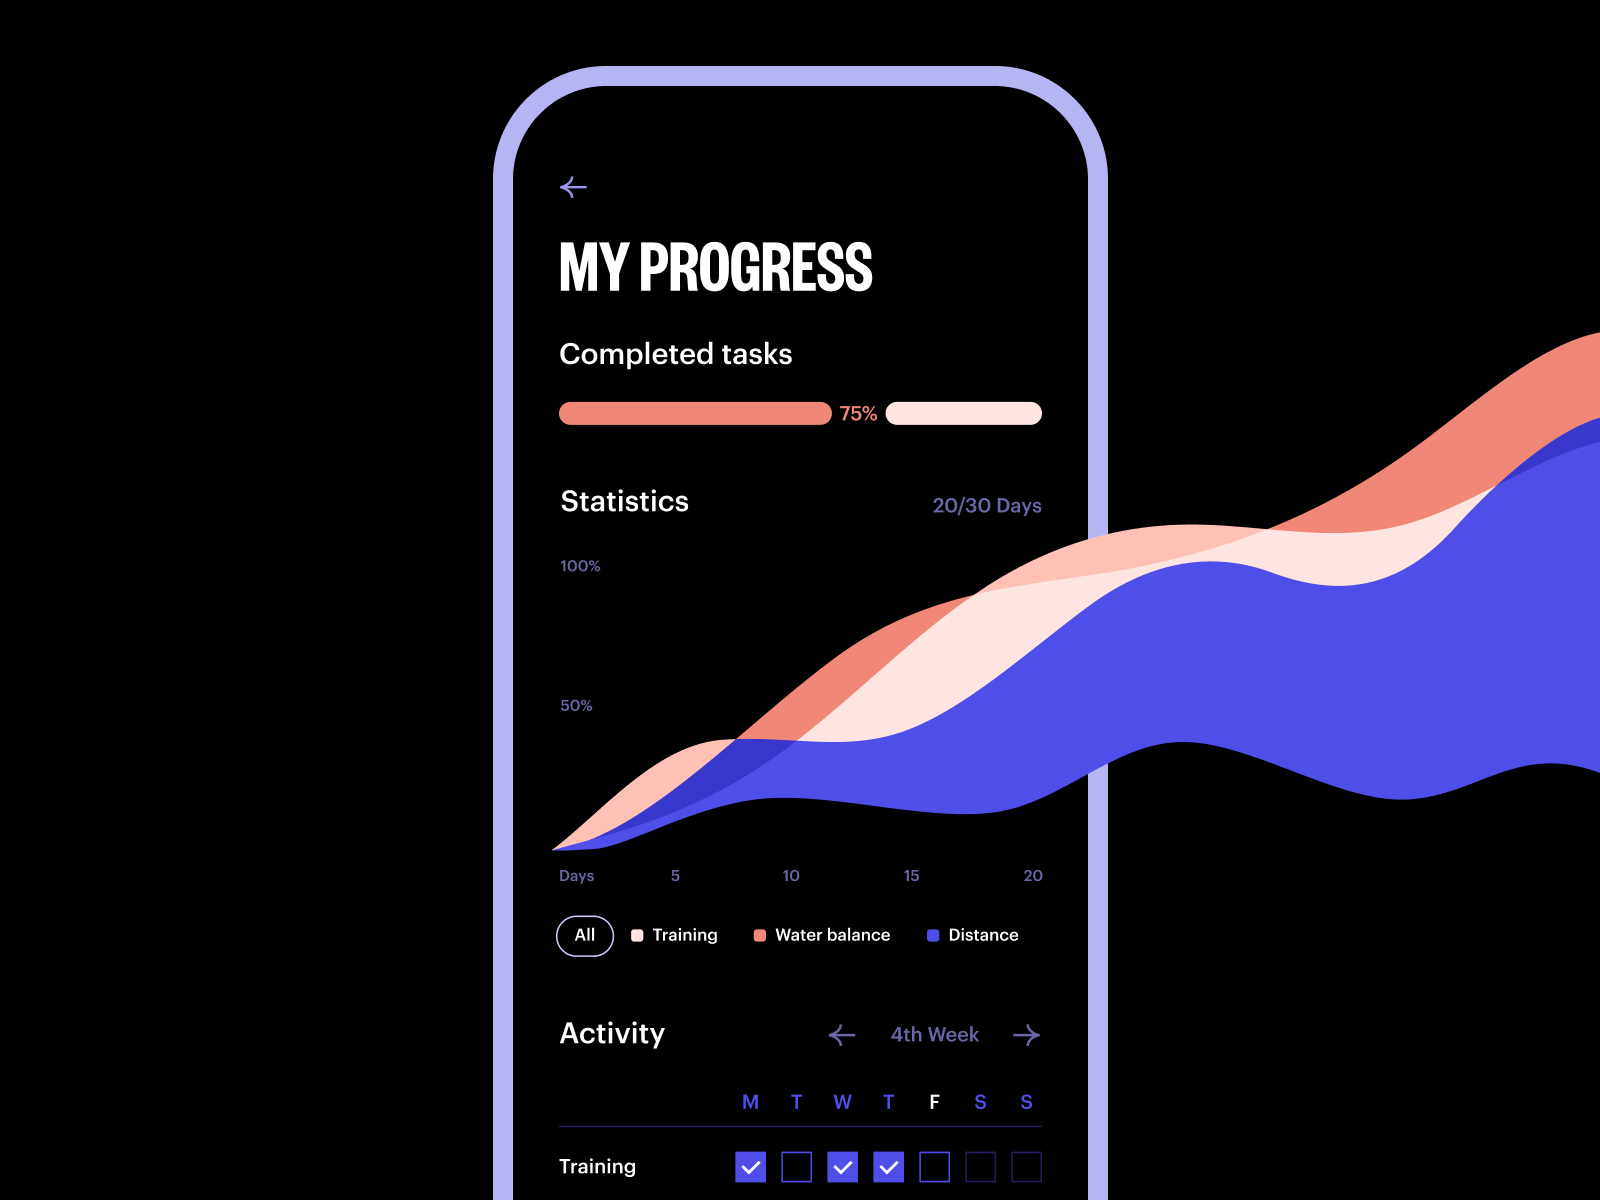 MY PROGRESS
Completed tasks
75%
Statistics
20/30 Days
100%
50%
Days 5 10 15 20
All Training Water balance Distance
Activity 4th Week
M T W T F S S
Training